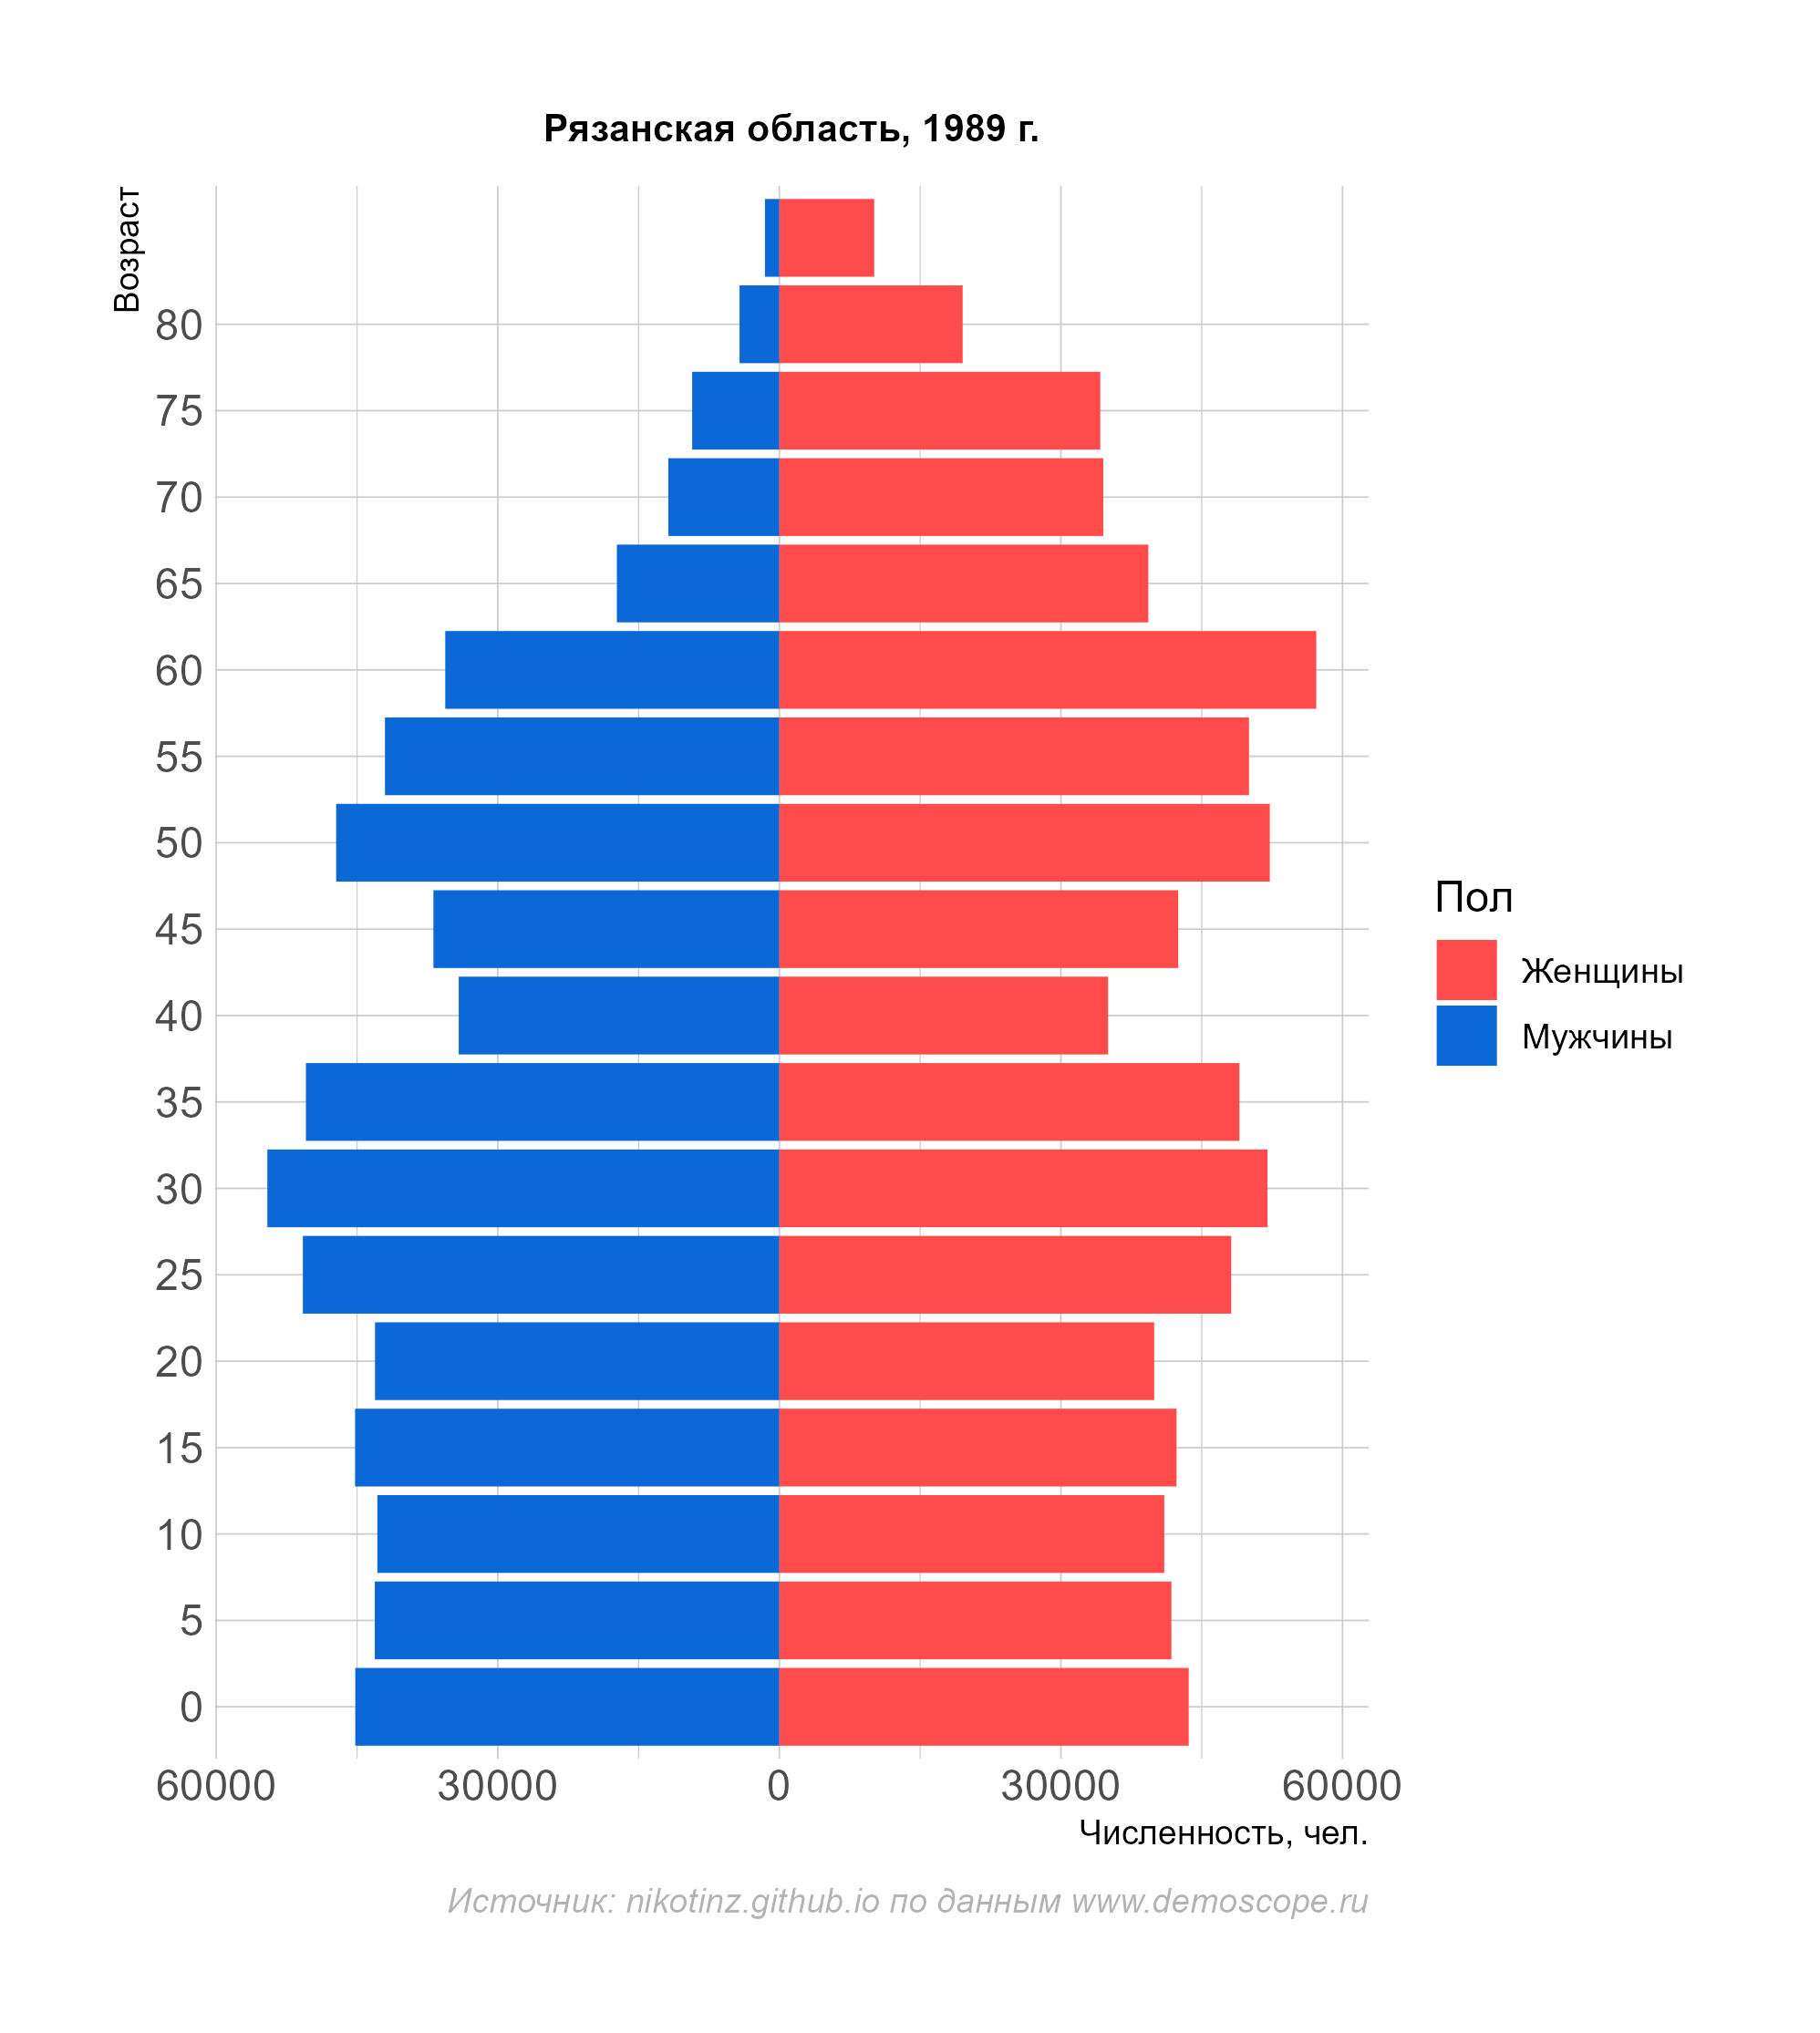 Рязанская область, 1989 г.
Возраст
80
75
70
65
60
55
50
45
40
35
30
25
20
15
10
5
0
60000 30000 0 30000 60000
Численность, чел.
Пол
Женщины
Мужчины
Источник: nikotinz.github.io по данным www.demoscope.ru